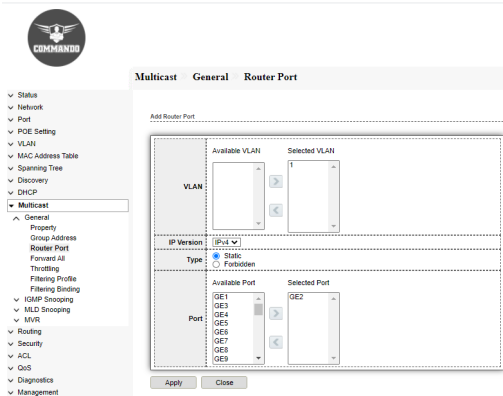 COMMANDO
Multicast General Router Port
Status
Network
Port
POE Setting
VLAN
MAC Address Table
Spanning Tree
Discovery
DHCP
Multicast
General
Property
Group Address
Router Port
Forward All
Throttling
Filtering Profile
Filtering Binding
IGMP Snooping
MLD Snooping
MVR
Routing
Security
ACL
QoS
Diagnostics
Management
Add Router Port
Available VLAN Selected VLAN
VLAN
1
IP Version IPv4
Type
Static
Forbidden
Available Port Selected Port
Port
GE1
GE3
GE4
GE5
GE6
GE7
GE8
GE9
GE2
Apply Close